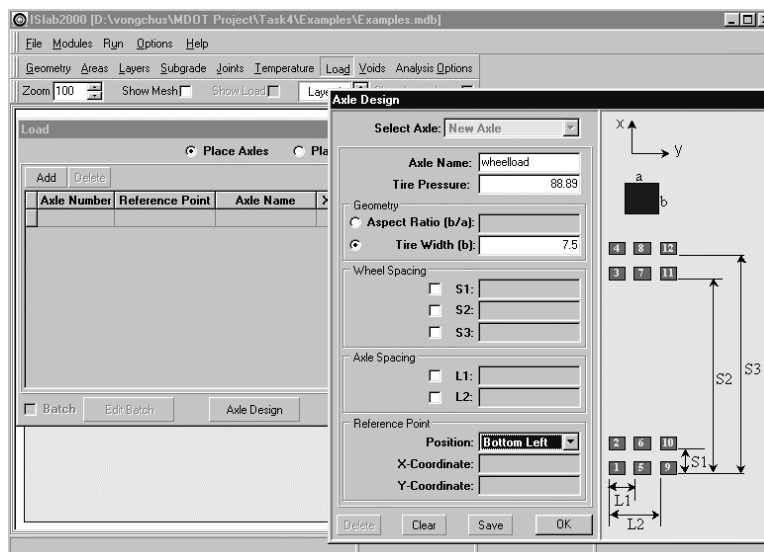 ISlab2000 [D:\vongchus\MDOT Project\Task4\Examples\Examples.mdb]
File Modules Run Options Help
Geometry Areas Layers Subgrade Joints Temperature Load Voids Analysis Options
Zoom 100 Show Mesh Show Load
Load
Place Axles
Add Delete
Axle Number Reference Point Axle Name X
Batch Edit Batch Axle Design
Axle Design
Select Axle: New Axle
Axle Name: wheelload
Tire Pressure: 88.89
Geometry
Aspect Ratio (b/a):
Tire Width (b): 7.5
Wheel Spacing
S1:
S2:
S3:
Axle Spacing
L1:
L2:
Reference Point
Position: Bottom Left
X-Coordinate:
Y-Coordinate:
Delete Clear Save OK
x
y
a
b
4 8 12
3 7 11
S3
S2
2 6 10
S1
1 5 9
L1
L2